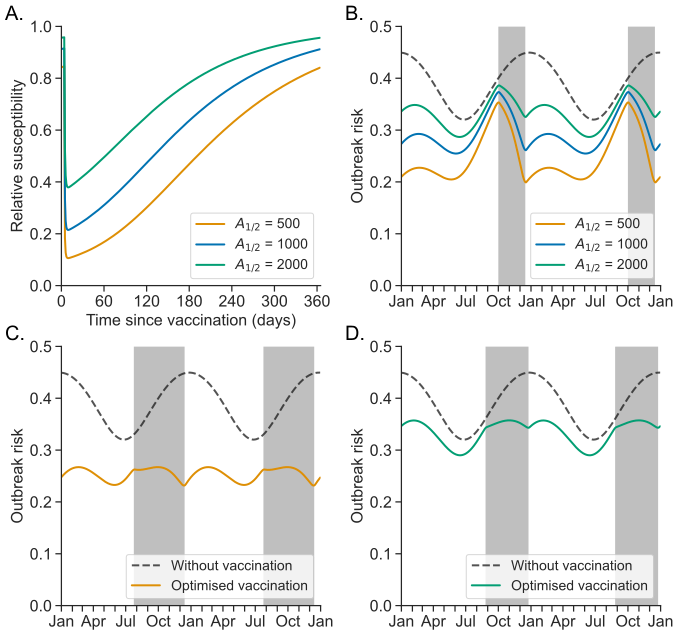 A.
Relative susceptibility
1.0
0.8
0.6
0.4
0.2
0.0
A1/2 = 500
A1/2 = 1000
A1/2 = 2000
0 60 120 180 240 300 360
Time since vaccination (days)
B.
Outbreak risk
0.5
0.4
0.3
0.2
0.1
0.0
A1/2 = 500
A1/2 = 1000
A1/2 = 2000
Jan Apr Jul Oct Jan Apr Jul Oct Jan
C.
Outbreak risk
0.5
0.4
0.3
0.2
0.1
0.0
Without vaccination
Optimised vaccination
Jan Apr Jul Oct Jan Apr Jul Oct Jan
D.
Outbreak risk
0.5
0.4
0.3
0.2
0.1
0.0
Without vaccination
Optimised vaccination
Jan Apr Jul Oct Jan Apr Jul Oct Jan